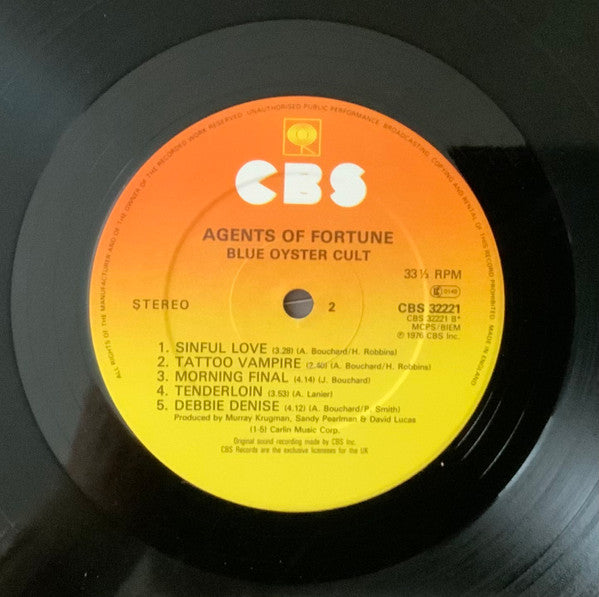 ALL RIGHTS OF THE MANUFACTURER AND OF THE OWNER OF THE RECORDED WORK RESERVED. UNAUTHORISED PUBLIC PERFORMANCE, BROADCASTING, COPYING AND RENTAL OF THIS RECORD PROHIBITED. MADE IN ENGLAND
CBS
AGENTS OF FORTUNE
BLUE OYSTER CULT
33⅓ RPM
STEREO
2
CBS 32221
CBS 32221 B*
MCPS/BIEM
℗ 1976 CBS Inc.
1. SINFUL LOVE (3.28) (A. Bouchard/H. Robbins)
2. TATTOO VAMPIRE (2.40) (A. Bouchard/H. Robbins)
3. MORNING FINAL (4.14) (J. Bouchard)
4. TENDERLOIN (3.53) (A. Lanier)
5. DEBBIE DENISE (4.12) (A. Bouchard/P. Smith)
Produced by Murray Krugman, Sandy Pearlman & David Lucas
(1-5) Carlin Music Corp.
Original sound recording made by CBS Inc.
CBS Records are the exclusive licensees for the UK